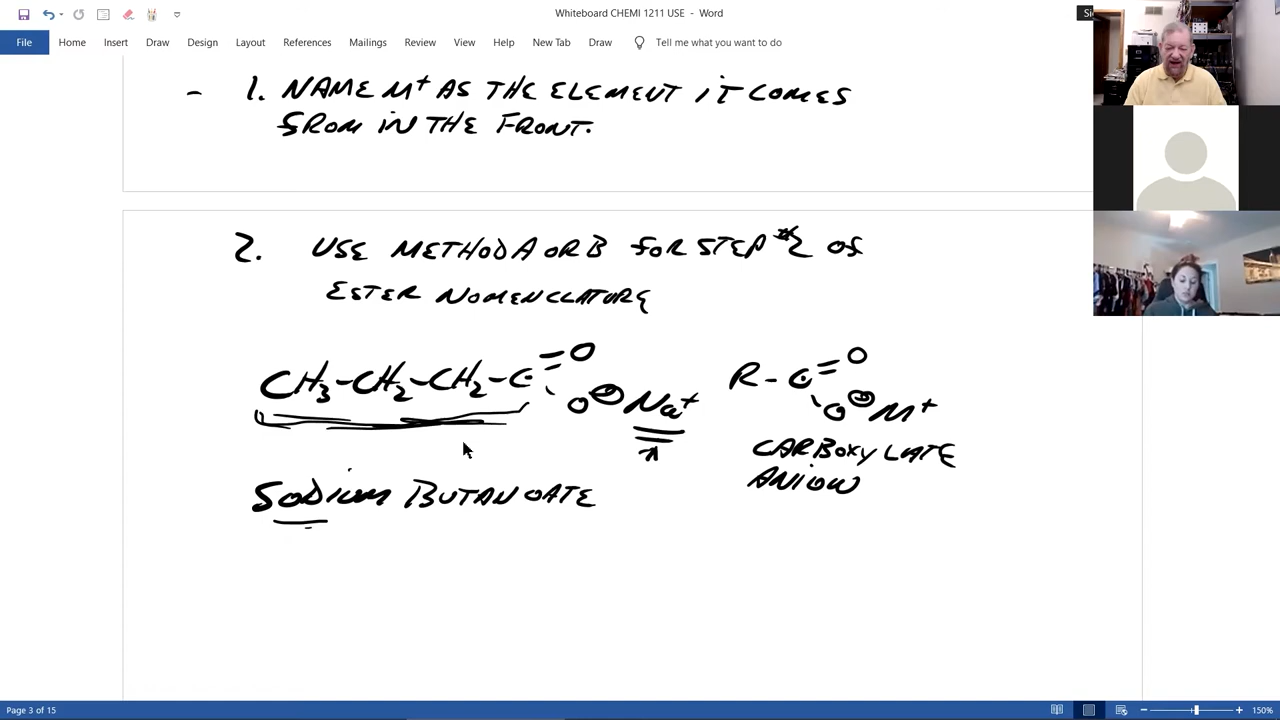 Whiteboard CHEMI 1211 USE - Word
File Home Insert Draw Design Layout References Mailings Review View Help New Tab Draw Tell me what you want to do
- 1. NAME M+ AS THE ELEMENT IT COMES
FROM IN THE FRONT.
2. USE METHOD A OR B FOR STEP #2 OF
ESTER NOMENCLATURE
CH3-CH2-CH2-C=O O⊖ Na+
R-C=O O⊖ M+
CARBOXYLATE
ANION
SODIUM BUTANOATE
Page 3 of 15
150%